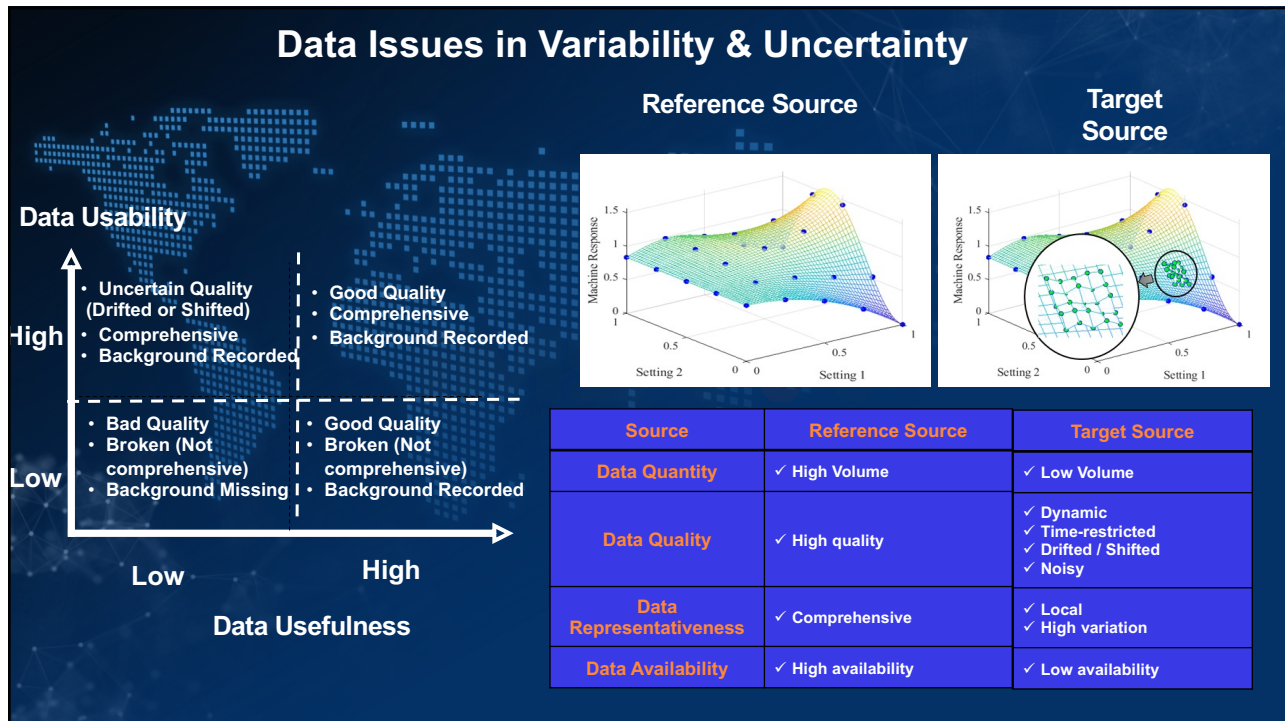 Data Issues in Variability & Uncertainty
Reference Source
Target
Source
Data Usability
High
Low
• Uncertain Quality
(Drifted or Shifted)
• Comprehensive
• Background Recorded
• Good Quality
• Comprehensive
• Background Recorded
• Bad Quality
• Broken (Not
comprehensive)
• Background Missing
• Good Quality
• Broken (Not
comprehensive)
• Background Recorded
Low
High
Data Usefulness
Machine Response
1.5
1
0.5
0
1
0.5
0
Setting 2
0
0.5
1
Setting 1
Machine Response
1.5
1
0.5
0
1
0.5
0
Setting 2
0
0.5
1
Setting 1
Source Reference Source Target Source
Data Quantity ✓ High Volume ✓ Low Volume
Data Quality ✓ High quality ✓ Dynamic
✓ Time-restricted
✓ Drifted / Shifted
✓ Noisy
Data
Representativeness ✓ Comprehensive ✓ Local
✓ High variation
Data Availability ✓ High availability ✓ Low availability